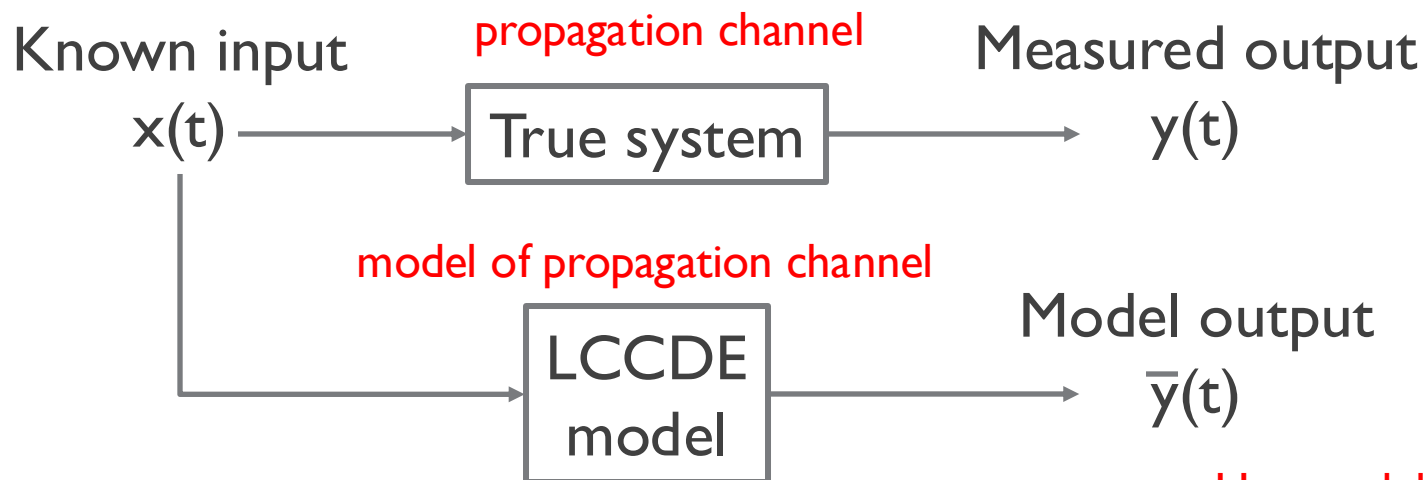 propagation channel
Known input
Measured output
x(t)
True system
y(t)
model of propagation channel
Model output
LCCDE
model
y̅(t)